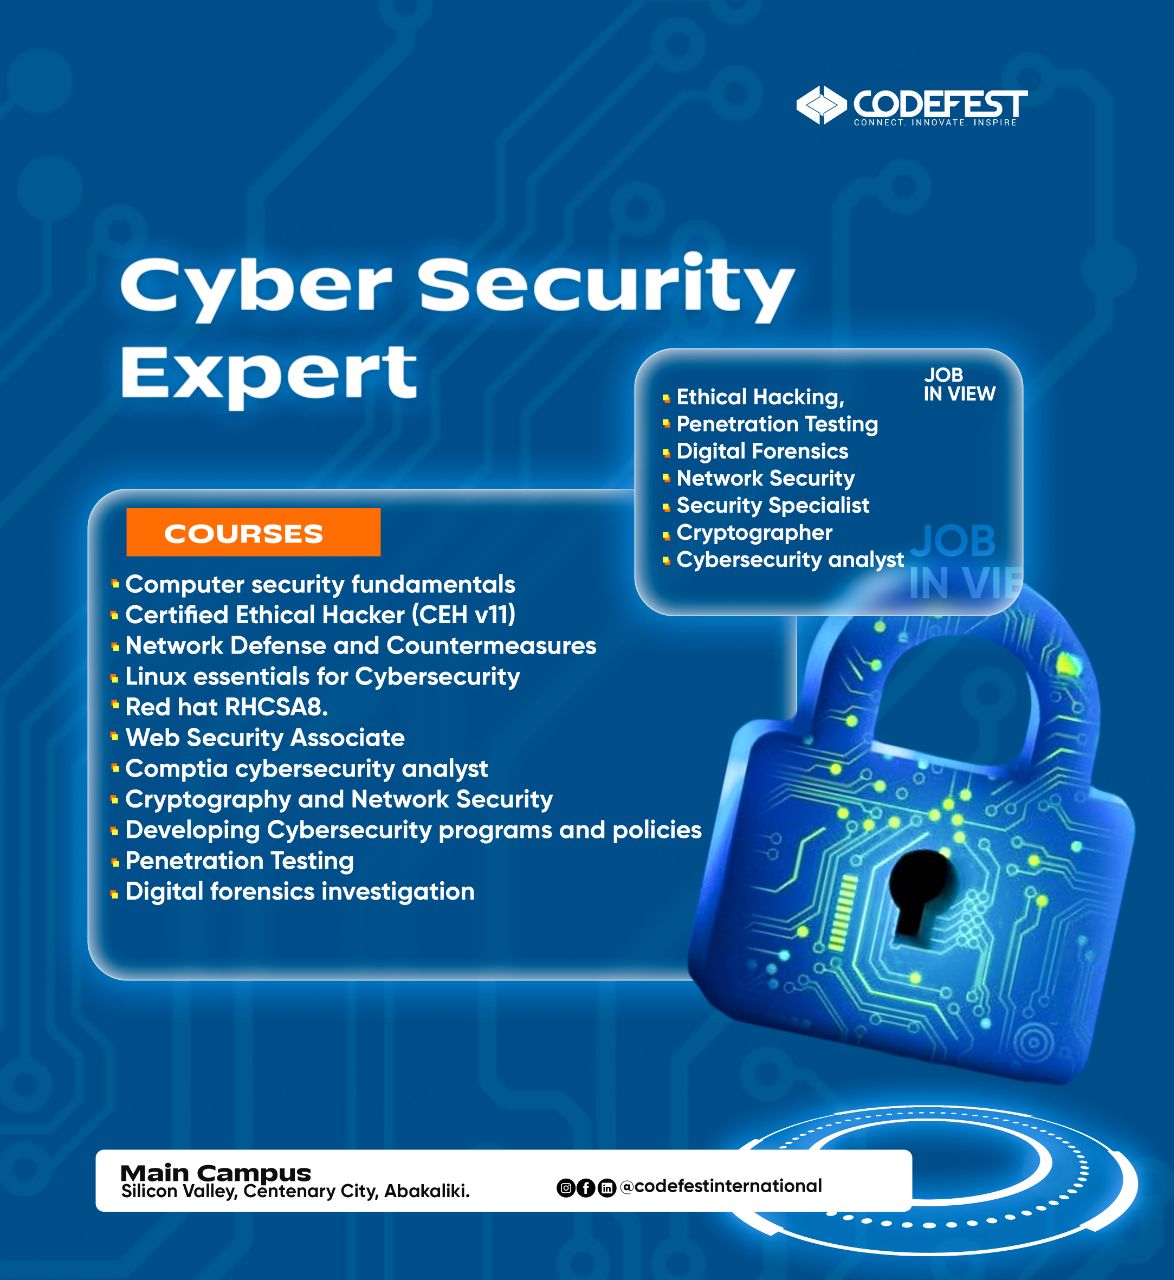 CODEFEST
CONNECT. INNOVATE. INSPIRE
Cyber Security
Expert
JOB
IN VIEW
Ethical Hacking,
Penetration Testing
Digital Forensics
Network Security
Security Specialist
Cryptographer
Cybersecurity analyst
JOB
IN VIE
COURSES
Computer security fundamentals
Certified Ethical Hacker (CEH v11)
Network Defense and Countermeasures
Linux essentials for Cybersecurity
Red hat RHCSA8.
Web Security Associate
Comptia cybersecurity analyst
Cryptography and Network Security
Developing Cybersecurity programs and policies
Penetration Testing
Digital forensics investigation
Main Campus
Silicon Valley, Centenary City, Abakaliki.
@codefestinternational